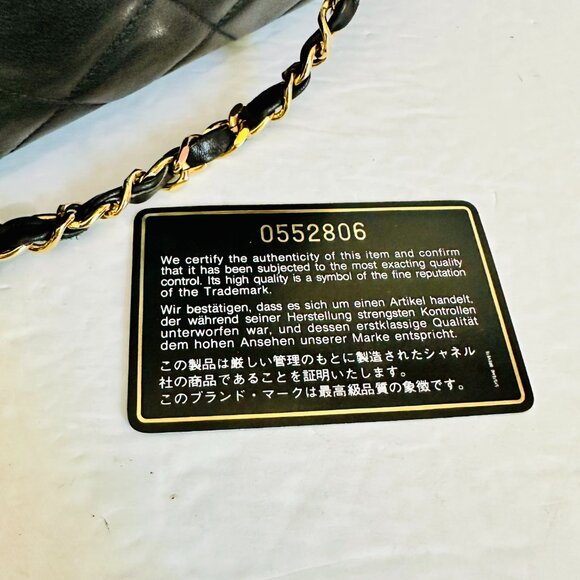 0552806
We certify the authenticity of this item and confirm
that it has been subjected to the most exacting quality
control. Its high quality is a symbol of the fine reputation
of the Trademark.
Wir bestätigen, dass es sich um einen Artikel handelt,
der während seiner Herstellung strengsten Kontrollen
unterworfen war, und dessen erstklassige Qualität
dem hohen Ansehen unserer Marke entspricht.
この製品は厳しい管理のもとに製造されたシャネル
社の商品であることを証明いたします。
このブランド・マークは最高級品質の象徴です。